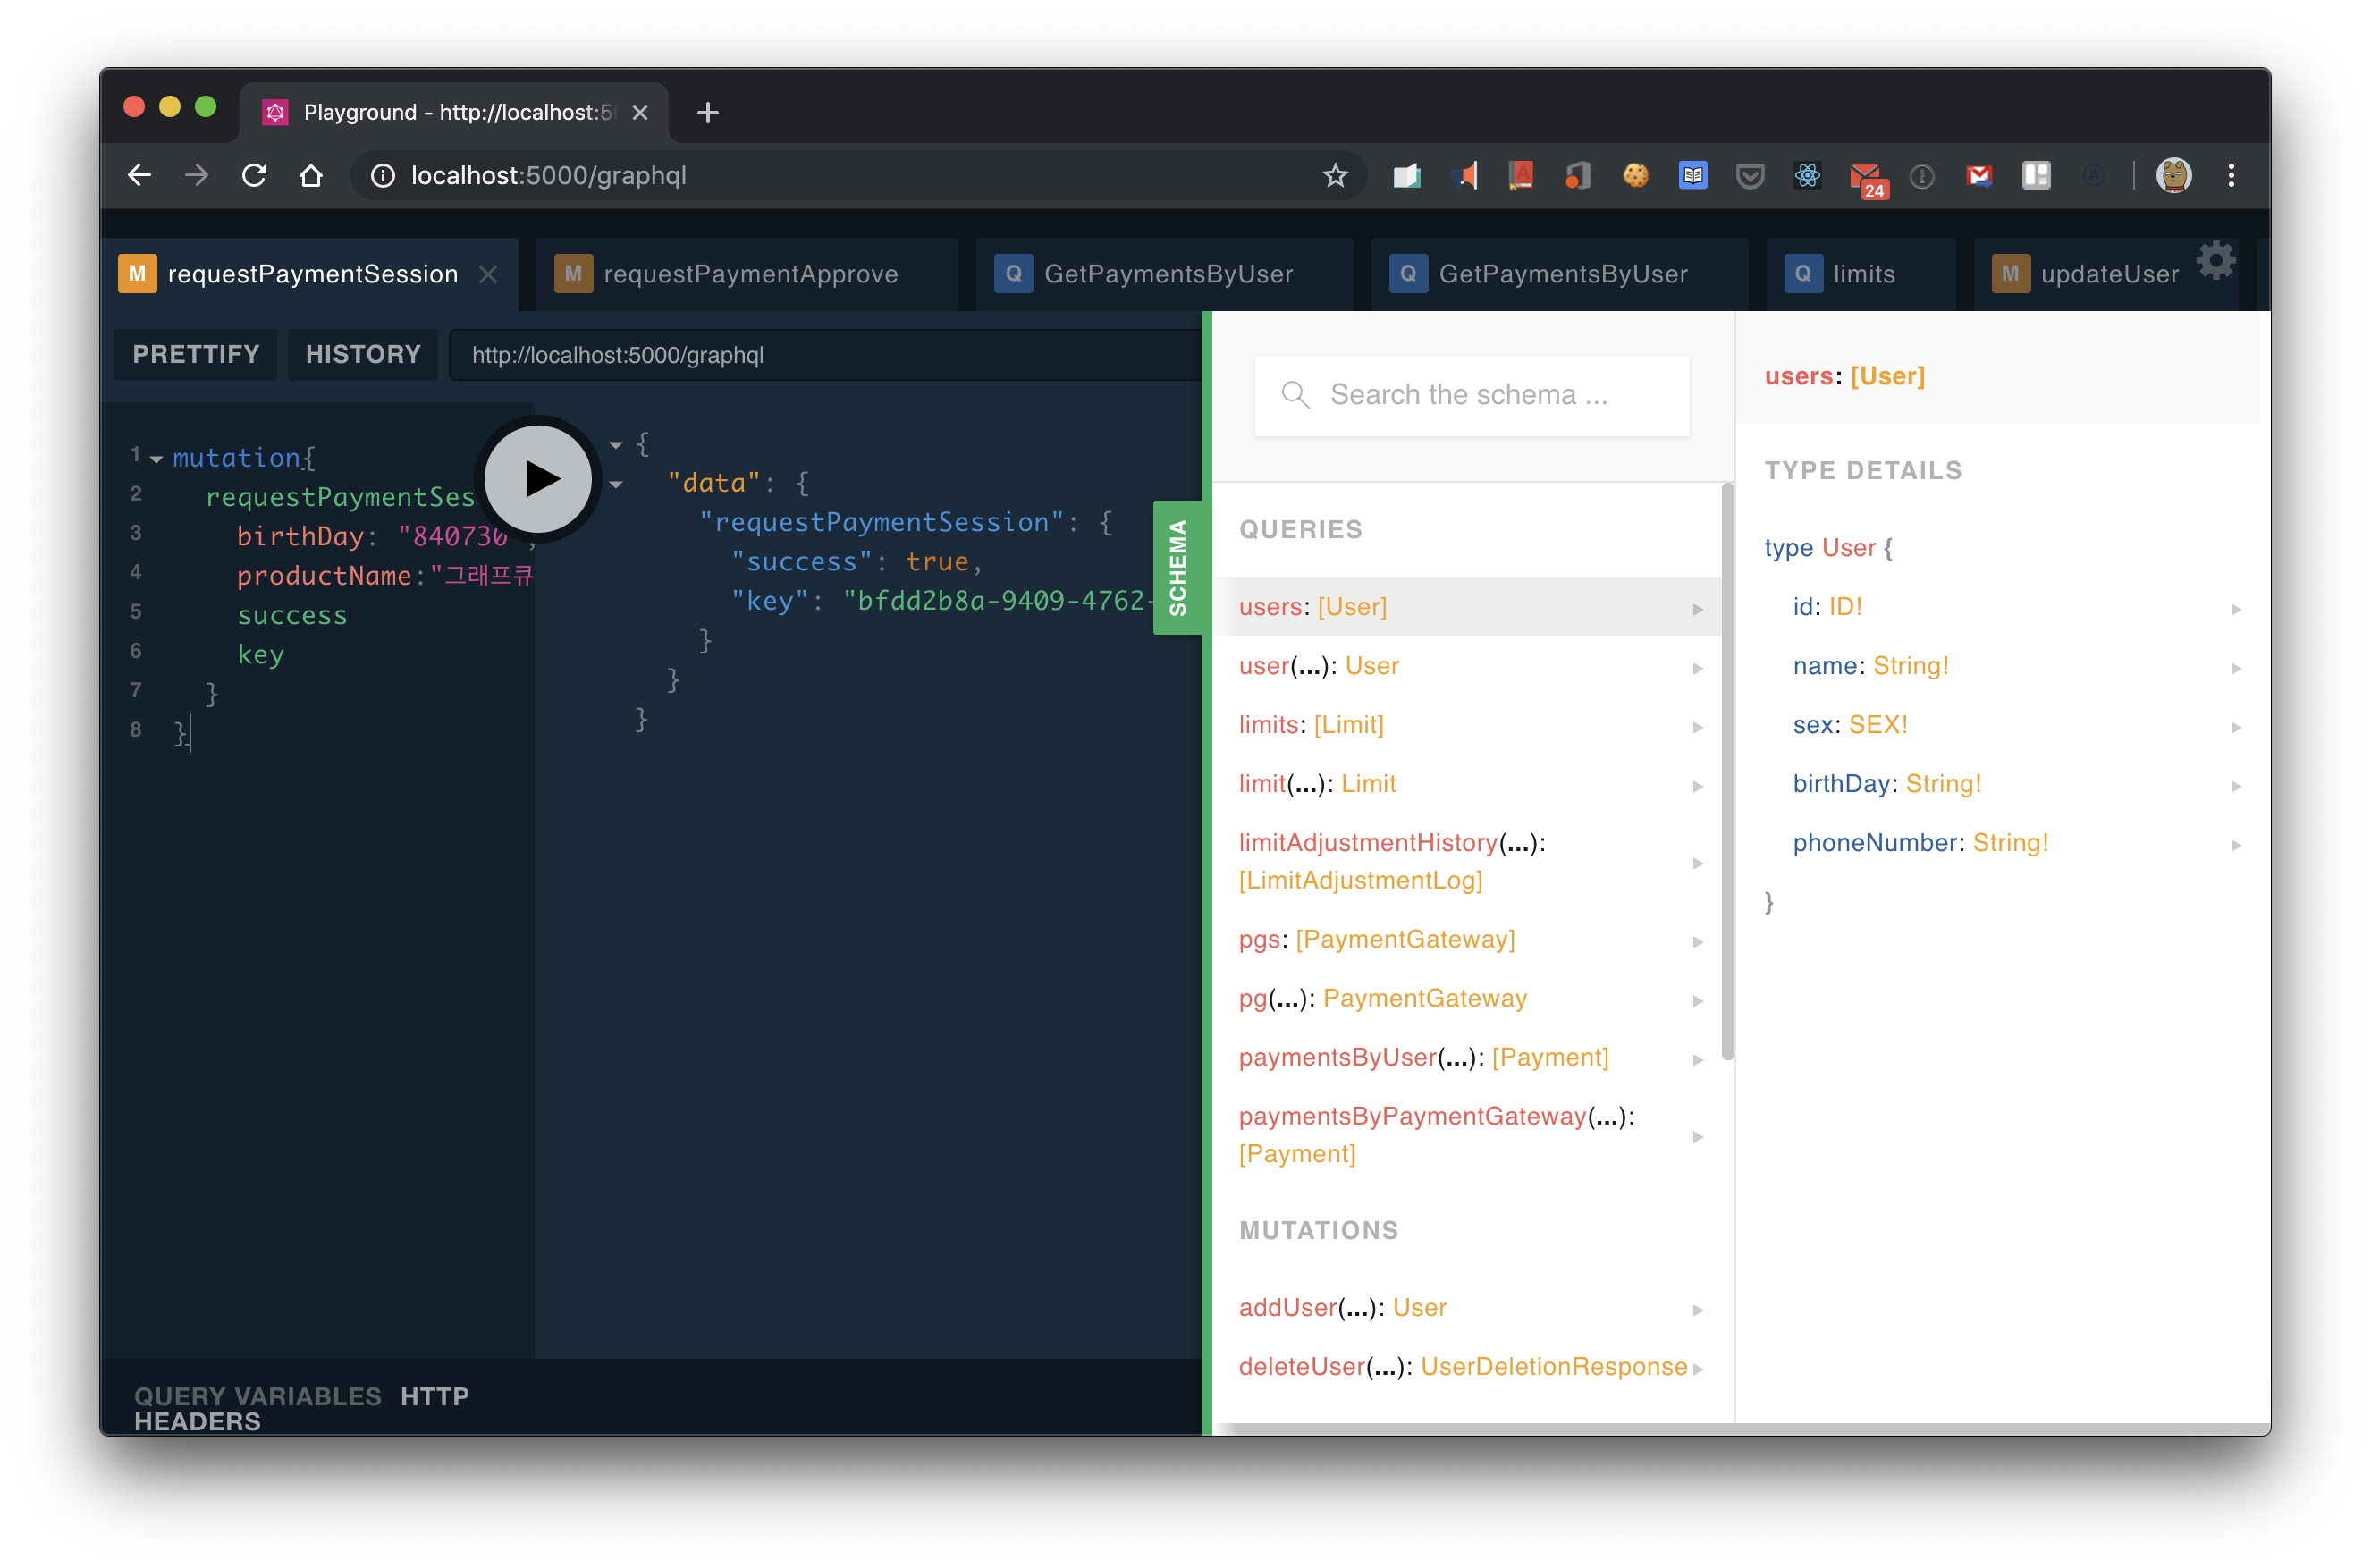 Playground - http://localhost:5
localhost:5000/graphql
24
M requestPaymentSession
M requestPaymentApprove
Q GetPaymentsByUser
Q GetPaymentsByUser
Q limits
M updateUser
PRETTIFY
HISTORY
http://localhost:5000/graphql
1 mutation{
2 requestPaymentSes
3 birthDay: "840730",
4 productName:"그래프큐
5 success
6 key
7 }
8 }
{
"data": {
"requestPaymentSession": {
"success": true,
"key": "bfdd2b8a-9409-4762-
}
}
}
QUERY VARIABLES HTTP
HEADERS
SCHEMA
Search the schema ...
QUERIES
users: [User]
user(...): User
limits: [Limit]
limit(...): Limit
limitAdjustmentHistory(...):
[LimitAdjustmentLog]
pgs: [PaymentGateway]
pg(...): PaymentGateway
paymentsByUser(...): [Payment]
paymentsByPaymentGateway(...):
[Payment]
MUTATIONS
addUser(...): User
deleteUser(...): UserDeletionResponse
users: [User]
TYPE DETAILS
type User {
id: ID!
name: String!
sex: SEX!
birthDay: String!
phoneNumber: String!
}